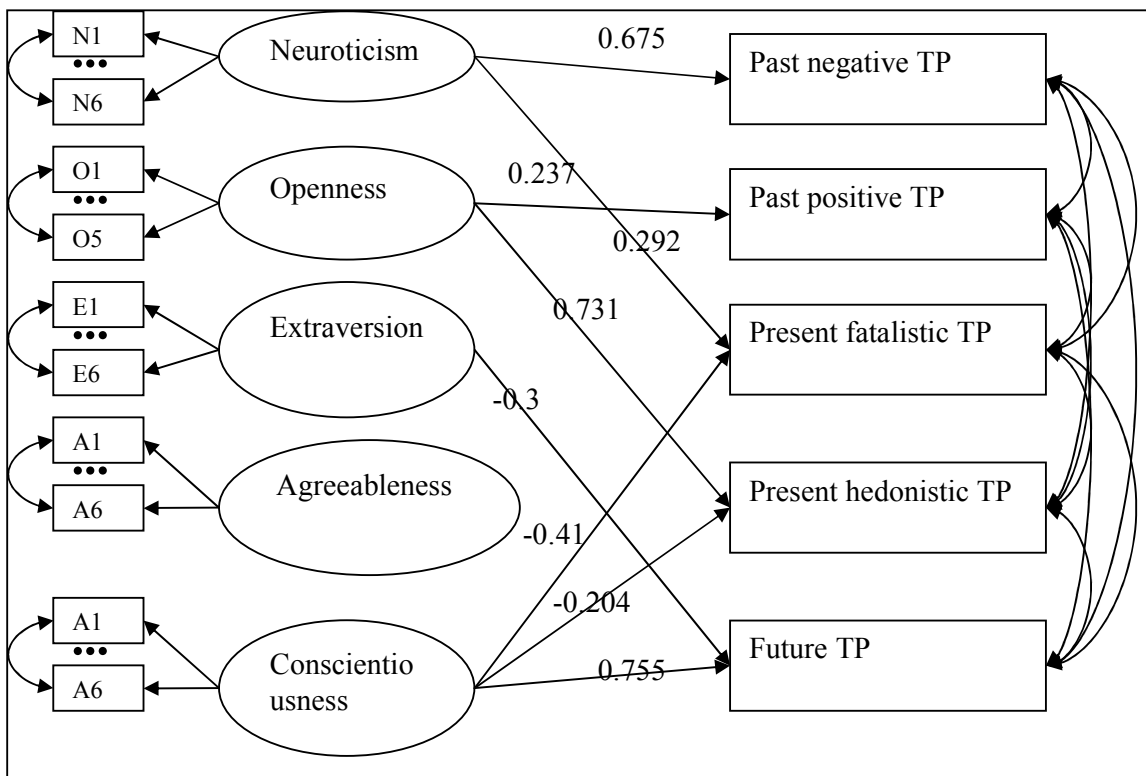 N1
•••
N6
Neuroticism
0.675
Past negative TP
O1
•••
O5
Openness
0.237
Past positive TP
0.292
E1
•••
E6
Extraversion
0.731
Present fatalistic TP
-0.3
A1
•••
A6
Agreeableness
Present hedonistic TP
-0.41
-0.204
A1
•••
A6
Conscientio
usness
0.755
Future TP